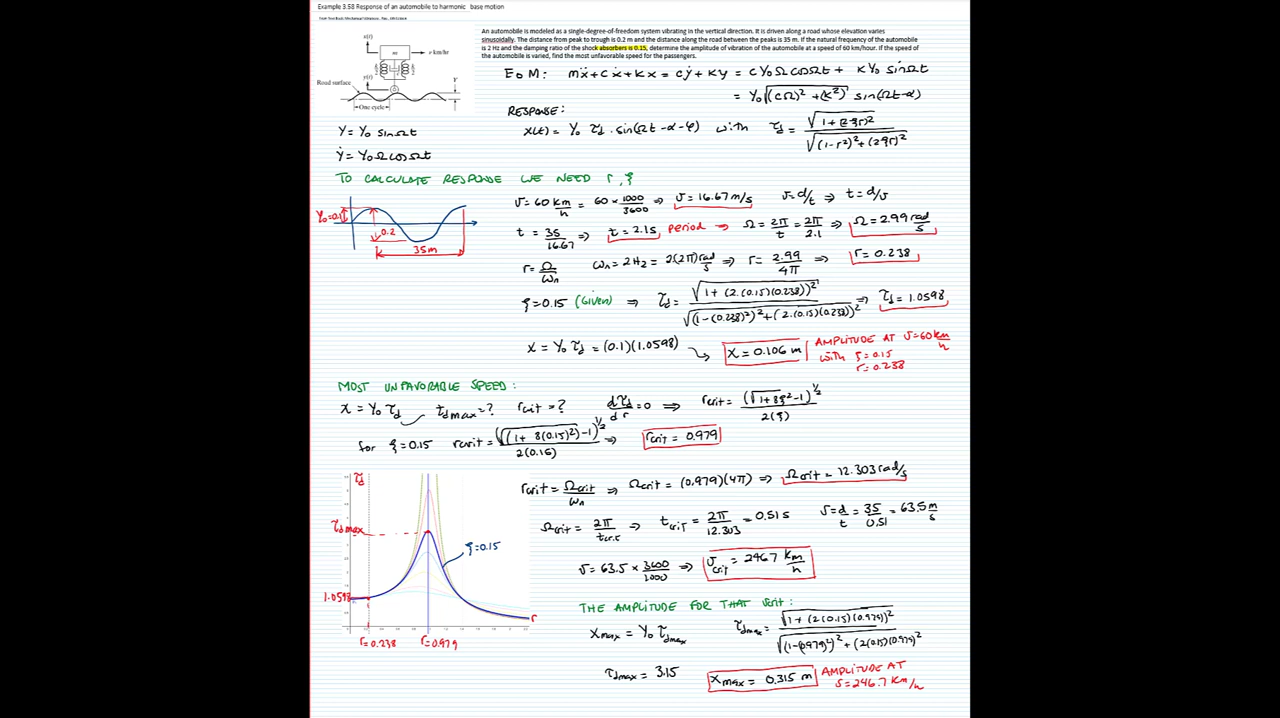 Example 3.58 Response of an automobile to harmonic base motion
An automobile is modeled as a single-degree-of-freedom system vibrating in the vertical direction. It is driven along a road whose elevation varies
sinusoidally. The distance from peak to trough is 0.2 m and the distance along the road between the peaks is 35 m. If the natural frequency of the automobile
is 2 Hz and the damping ratio of the shock absorbers is 0.15, determine the amplitude of vibration of the automobile at a speed of 60 km/hour. If the speed of
the automobile is varied, find the most unfavorable speed for the passengers.
x(t)
m
v km/hr
y(t)
Road surface
Y
One cycle
EoM: mẍ+cẋ+kx = cẏ+ky = cY₀ΩcosΩt + kY₀ sinΩt
= Y₀√((cΩ)²+(k²)) sin(Ωt-α)
RESPONSE:
x(t) = Y₀ τd · sin(Ωt-α-φ) with τd = √(1+(2ξr)²) / √((1-r²)²+(2ξr)²)
Y = Y₀ sinΩt
Ẏ = Y₀ Ω cosΩt
TO CALCULATE RESPONSE WE NEED r, ξ
Y₀=0.1
0.2
35m
v=60 km/h = 60 × 1000/3600 ⇒ v=16.67 m/s v=d/t ⇒ t=d/v
t = 35/16.67 ⇒ t=2.1s period → Ω = 2π/t = 2π/2.1 ⇒ Ω=2.99 rad/s
r=Ω/ωn ωn=2Hz=2(2π) rad/s ⇒ r= 2.99/4π ⇒ r=0.238
ξ=0.15 (Given) ⇒ τd = √(1+(2.(0.15)(0.238))²) / √((1-(0.238)²)²+(2.(0.15)(0.238))²) ⇒ τd=1.0598
x = Y₀ τd = (0.1)(1.0598) → x = 0.106 m
AMPLITUDE AT v=60 km/h
with ξ=0.15
r=0.238
MOST UNFAVORABLE SPEED:
x = Y₀ τd τdmax=? rcrit=? dτd/dr=0 ⇒ rcrit= (√(1+8ξ²)-1)^½ / 2(ξ)
for ξ=0.15 rcrit= (√(1+8(0.15)²)-1)^½ / 2(0.15) ⇒ rcrit = 0.979
rcrit = Ωcrit/ωn ⇒ Ωcrit = (0.979)(4π) ⇒ Ωcrit = 12.303 rad/s
Ωcrit = 2π/tcrit ⇒ tcrit = 2π/12.303 = 0.51 s v=d/t = 35/0.51 = 63.5 m/s
v= 63.5 × 3600/1000 ⇒ vcrit = 246.7 km/h
τd
τdmax
ξ=0.15
1.0598
r
r=0.238
r=0.979
THE AMPLITUDE FOR THAT vcrit:
xmax = Y₀ τdmax τdmax = √(1+(2(0.15)(0.979))²) / √((1-(0.979)²)²+(2(0.15)(0.979))²)
τdmax = 3.15 xmax = 0.315 m
AMPLITUDE AT
v=246.7 km/h